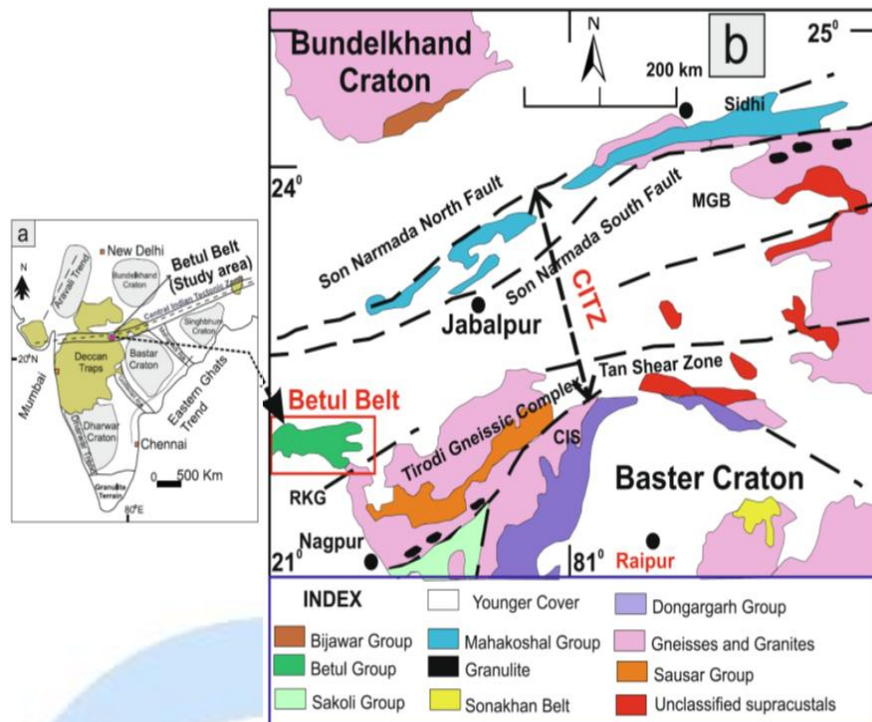 a
New Delhi
Betul Belt
(Study area)
N
Aravali Trend
Bundelkhand
Craton
Central Indian Tectonic Zone
Singhbhum
Craton
20°N
Deccan
Traps
Bastar
Craton
Mumbai
Eastern Ghats
Trend
Dharwar
Craton
Dharwar Trend
Chennai
Granulite
Terrain
0 500 Km
80°E
b
Bundelkhand
Craton
N
25°
200 km
Sidhi
24°
Son Narmada North Fault
MGB
Son Narmada South Fault
CITZ
Jabalpur
Tan Shear Zone
Betul Belt
Tirodi Gneissic Complex
CIS
RKG
Baster Craton
Nagpur
21°
81°
Raipur
INDEX
Younger Cover
Dongargarh Group
Bijawar Group
Mahakoshal Group
Gneisses and Granites
Betul Group
Granulite
Sausar Group
Sakoli Group
Sonakhan Belt
Unclassified supracustals